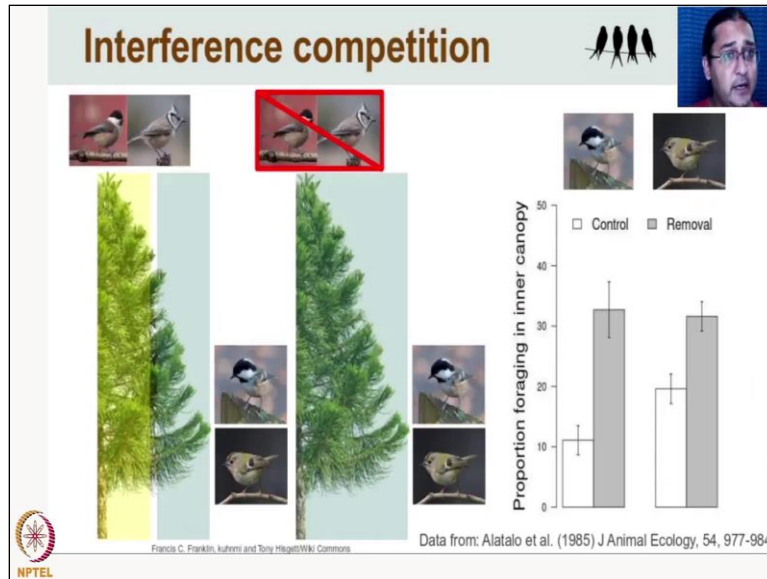 Interference competition
Control Removal
Proportion foraging in inner canopy
50
40
30
20
10
0
Francis C. Franklin, kuhnmi and Tony Hisgett/Wiki Commons
Data from: Alatalo et al. (1985) J Animal Ecology, 54, 977-984
NPTEL